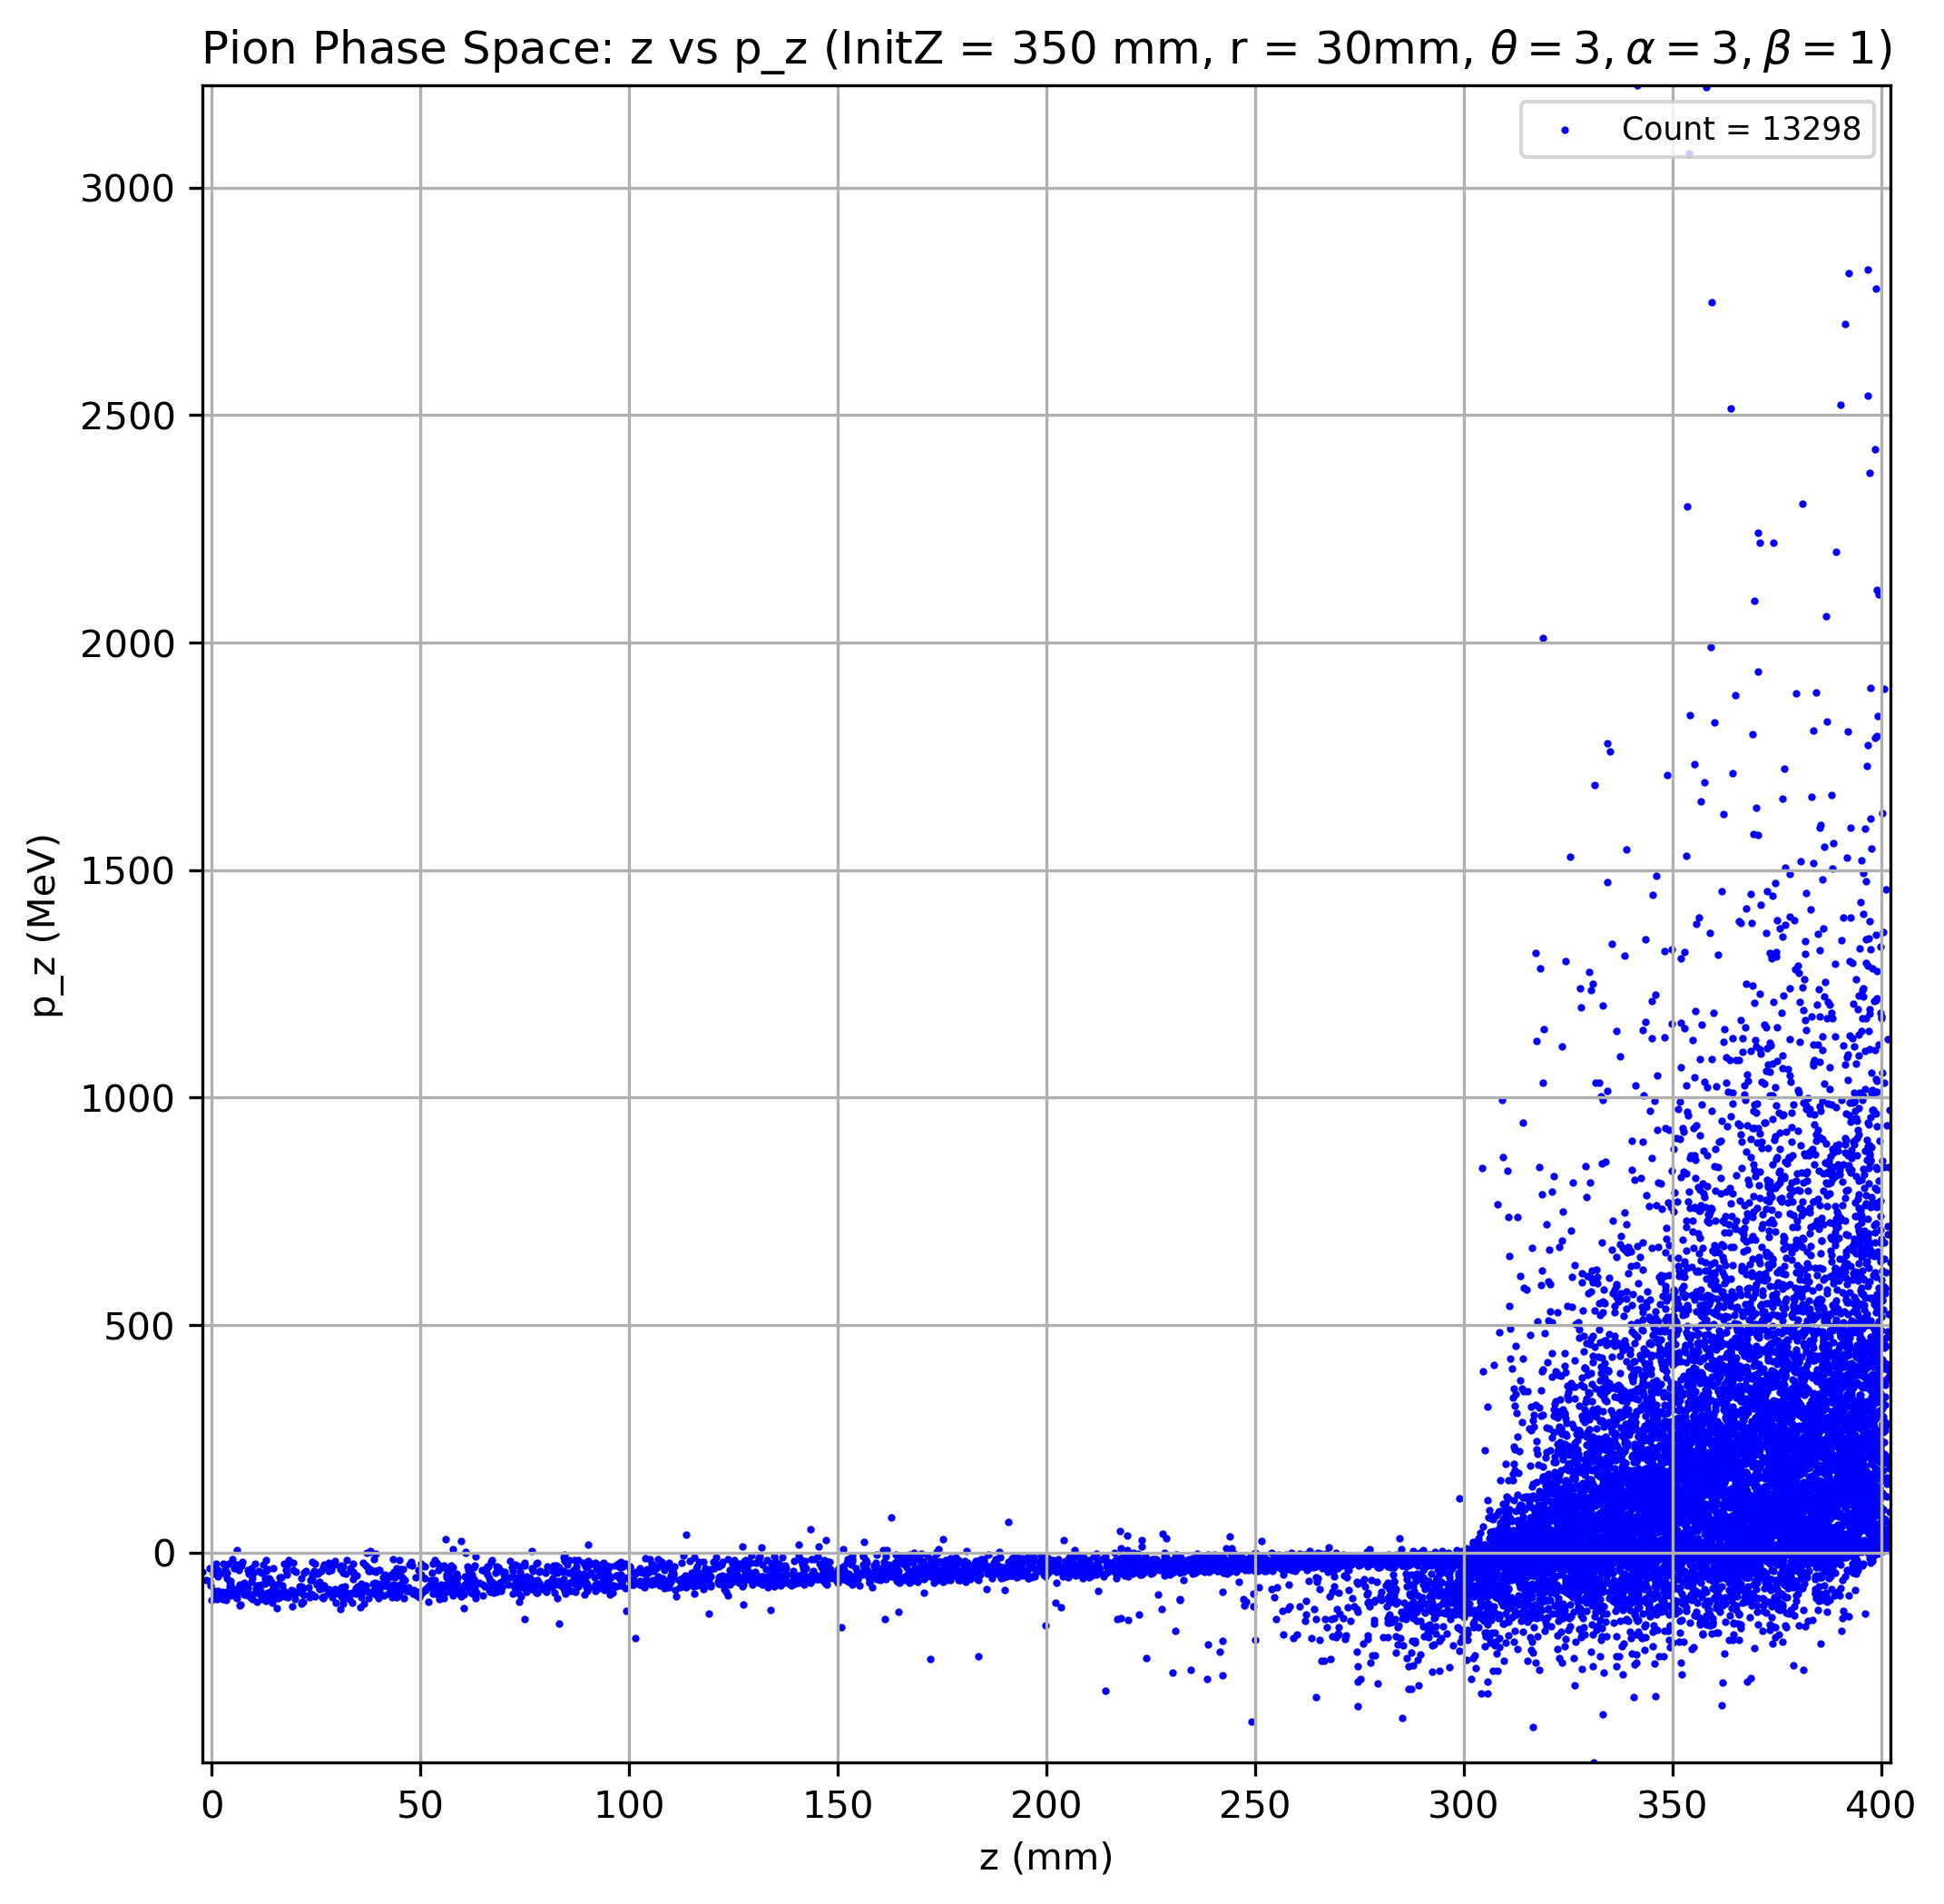 Pion Phase Space: z vs p_z (InitZ = 350 mm, r = 30mm, θ = 3, α = 3, β = 1)
Count = 13298
p_z (MeV)
3000
2500
2000
1500
1000
500
0
0 50 100 150 200 250 300 350 400
z (mm)